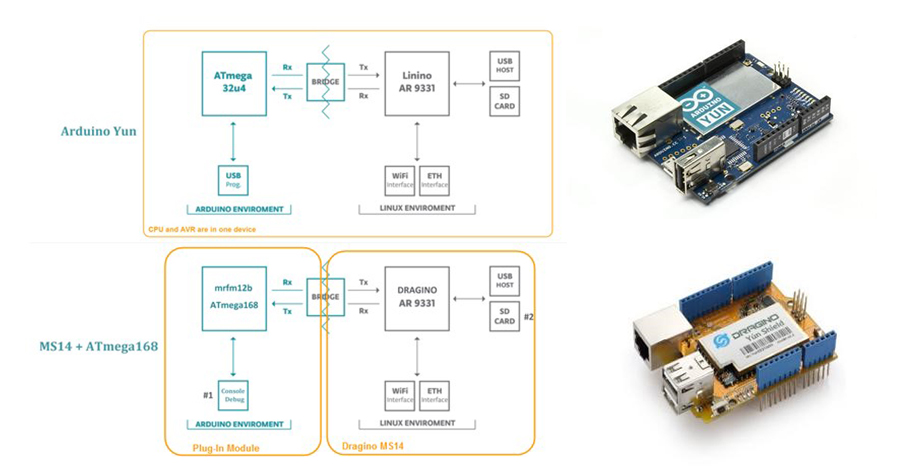 Arduino Yun
ATmega
32u4
Rx
Tx
BRIDGE
Tx
Rx
Linino
AR 9331
USB
HOST
SD
CARD
USB
Prog.
WiFi
Interface
ETH
Interface
ARDUINO ENVIROMENT
LINUX ENVIROMENT
CPU and AVR are in one device
ARDUINO
YUN
MS14 + ATmega168
mrfm12b
ATmega168
Rx
Tx
BRIDGE
Tx
Rx
DRAGINO
AR 9331
USB
HOST
SD
CARD
#2
#1
Console
Debug
WiFi
Interface
ETH
Interface
ARDUINO ENVIROMENT
LINUX ENVIROMENT
Plug-In Module
Dragino MS14
DRAGINO
Yún Shield